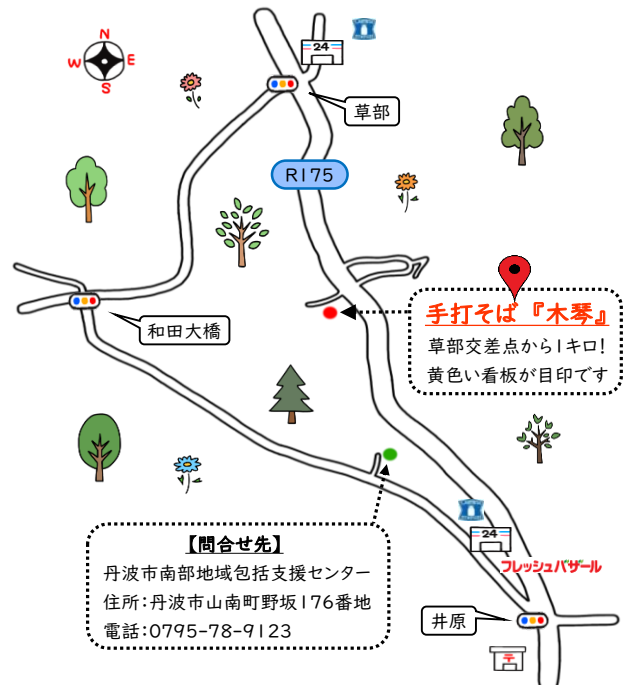 N
W E
S
24
草部
R175
和田大橋
手打そば『木琴』
草部交差点から1キロ!
黄色い看板が目印です
【問合せ先】
丹波市南部地域包括支援センター
住所:丹波市山南町野坂176番地
電話:0795-78-9123
24
フレッシュバザール
井原
〒